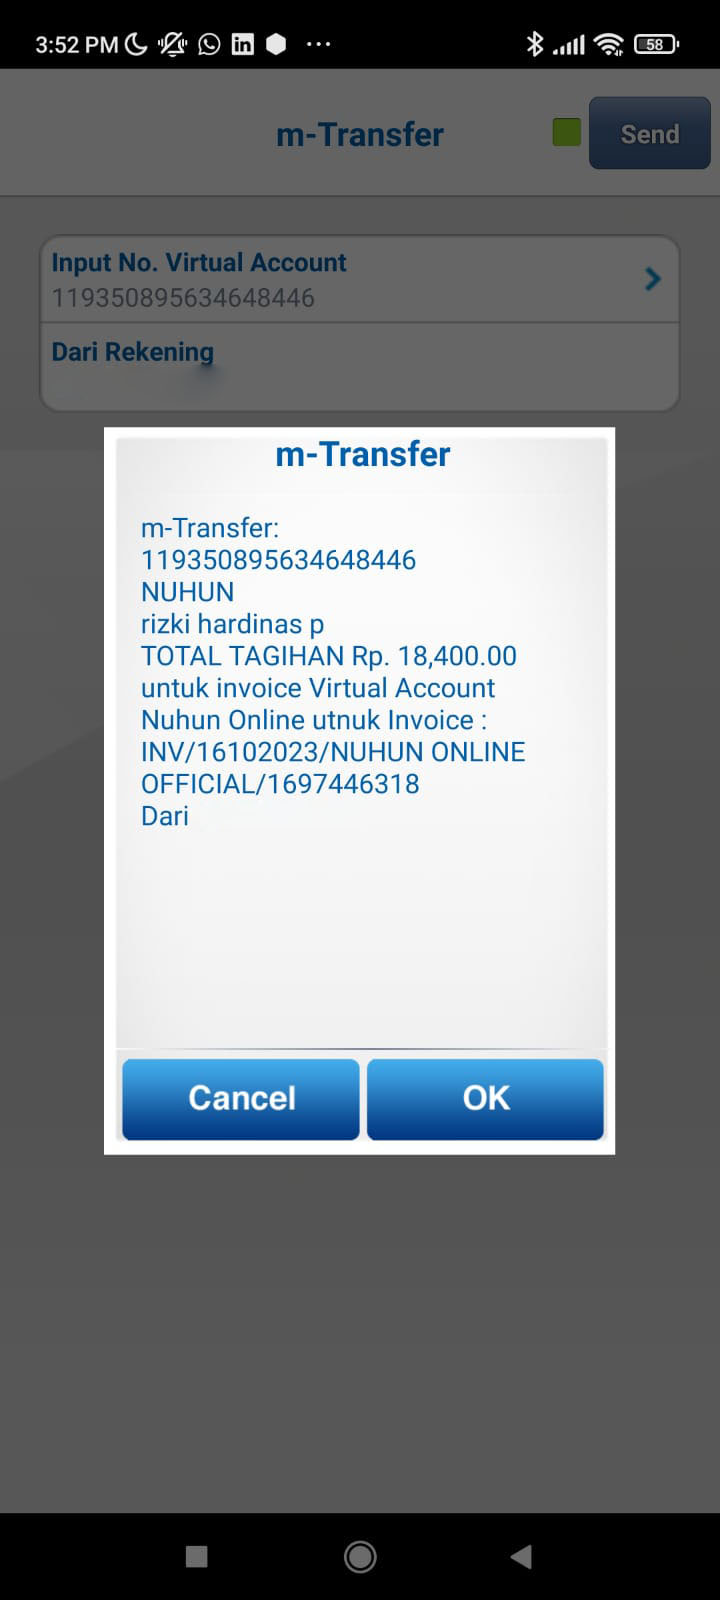 3:52 PM
58
m-Transfer
Send
Input No. Virtual Account
119350895634648446
Dari Rekening
m-Transfer
m-Transfer:
119350895634648446
NUHUN
rizki hardinas p
TOTAL TAGIHAN Rp. 18,400.00
untuk invoice Virtual Account
Nuhun Online utnuk Invoice :
INV/16102023/NUHUN ONLINE
OFFICIAL/1697446318
Dari
Cancel
OK